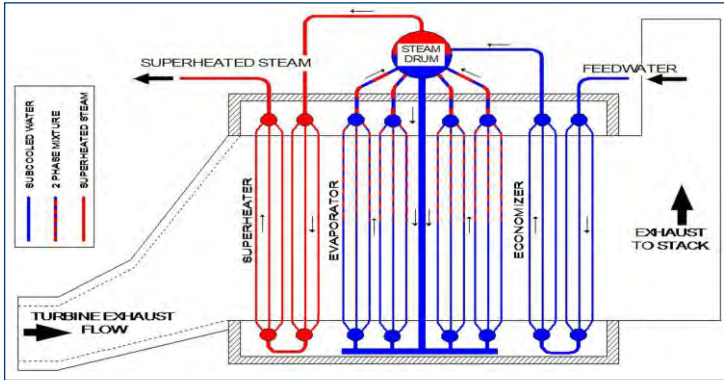 SUPERHEATED STEAM
STEAM
DRUM
FEEDWATER
SUBCOOLED WATER
2 PHASE MIXTURE
SUPERHEATED STEAM
SUPERHEATER
EVAPORATOR
ECONOMIZER
EXHAUST
TO STACK
TURBINE EXHAUST
FLOW